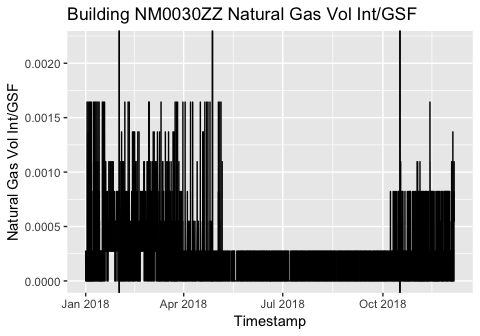 Building NM0030ZZ Natural Gas Vol Int/GSF
Natural Gas Vol Int/GSF
0.0020
0.0015
0.0010
0.0005
0.0000
Jan 2018
Apr 2018
Jul 2018
Oct 2018
Timestamp